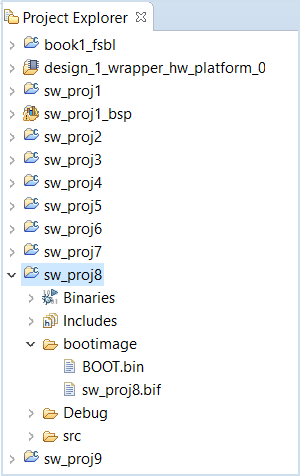 Project Explorer
book1_fsbl
design_1_wrapper_hw_platform_0
sw_proj1
sw_proj1_bsp
sw_proj2
sw_proj3
sw_proj4
sw_proj5
sw_proj6
sw_proj7
sw_proj8
Binaries
Includes
bootimage
BOOT.bin
sw_proj8.bif
Debug
src
sw_proj9